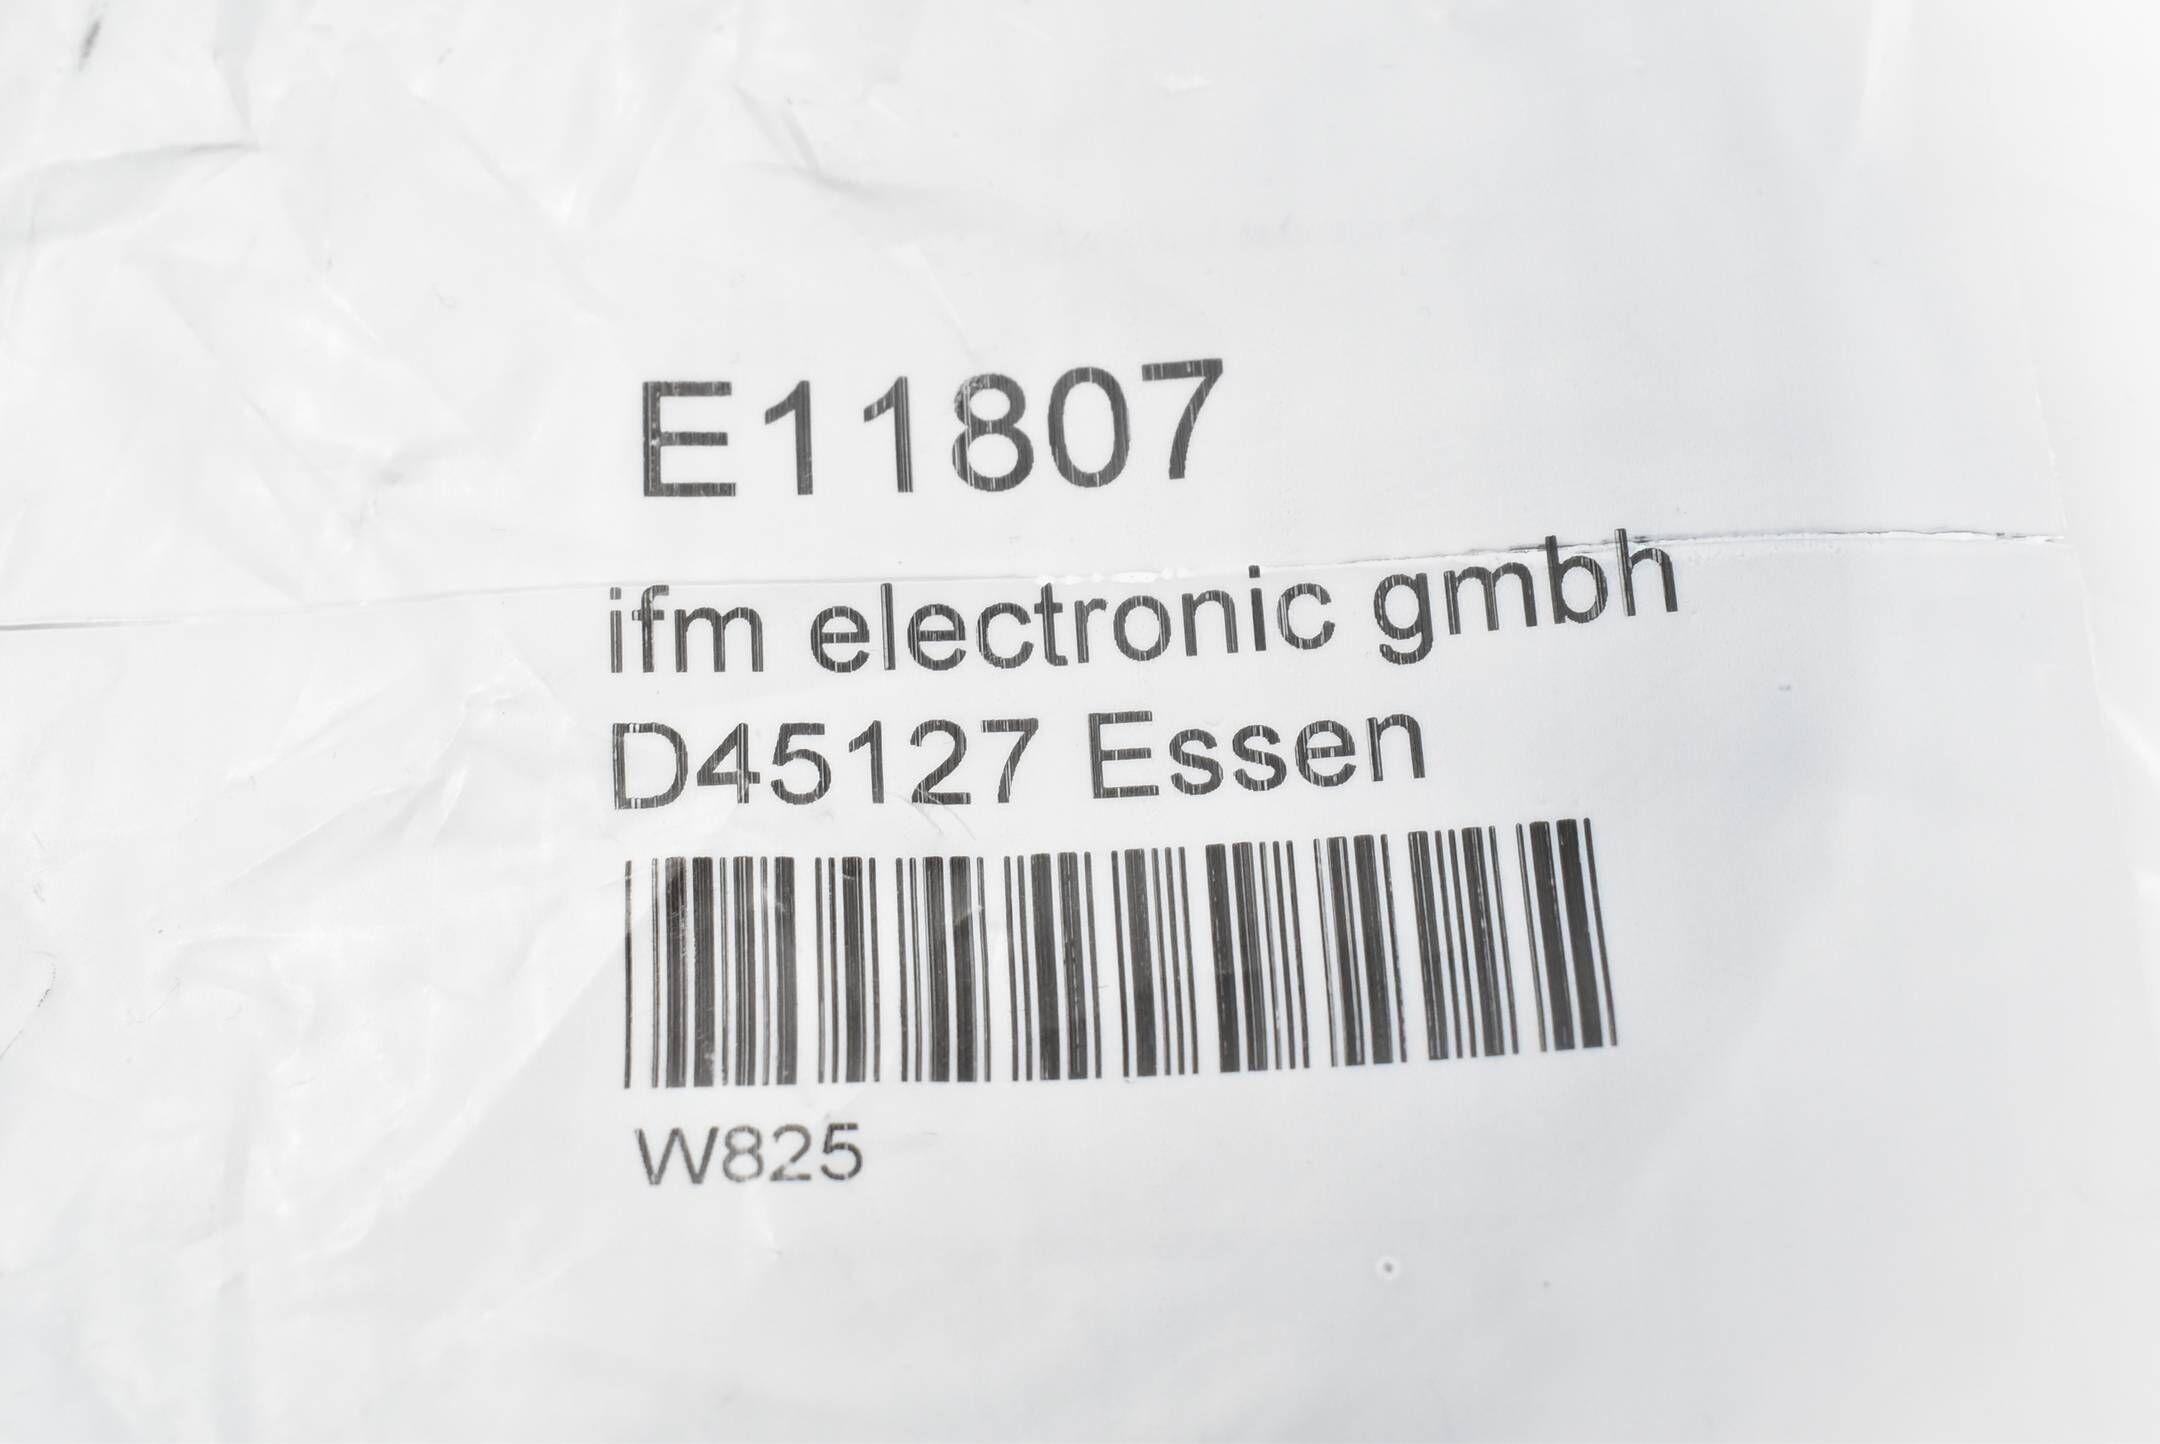 E11807
ifm electronic gmbh
D45127 Essen
W825